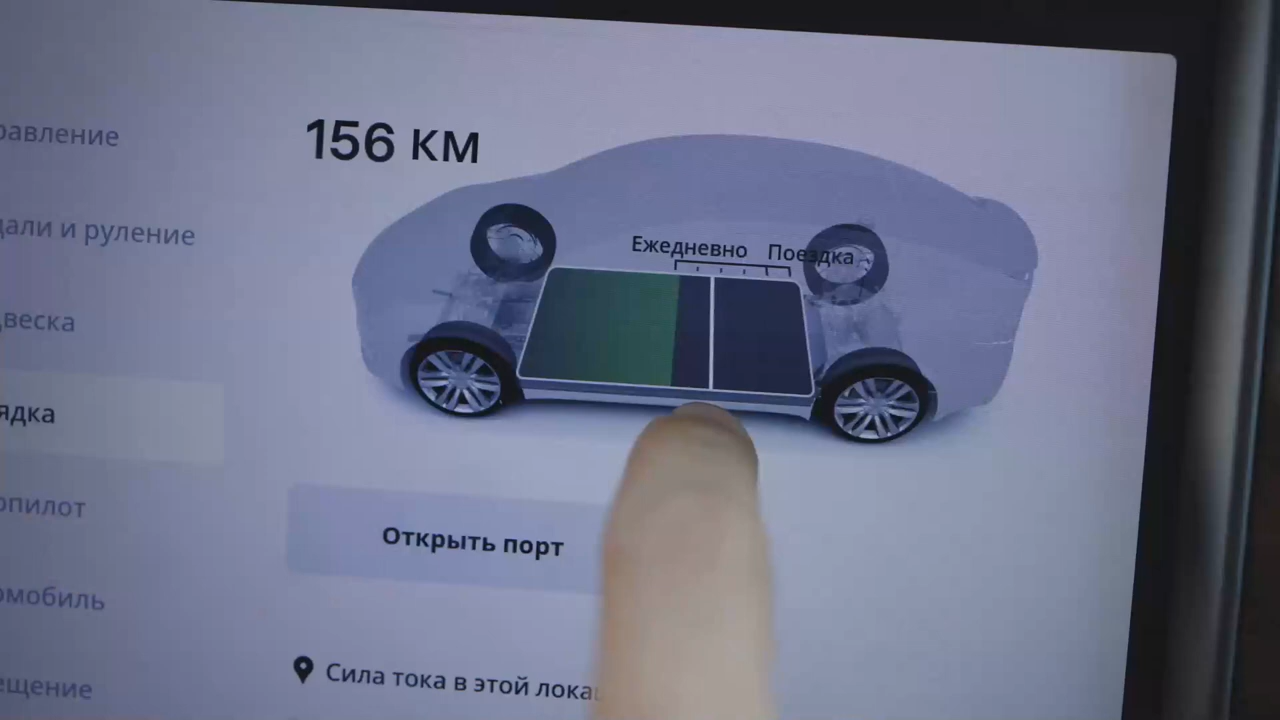 156 км
Ежедневно Поездка
равление
дали и руление
веска
ядка
опилот
омобиль
ещение
Открыть порт
Сила тока в этой лока